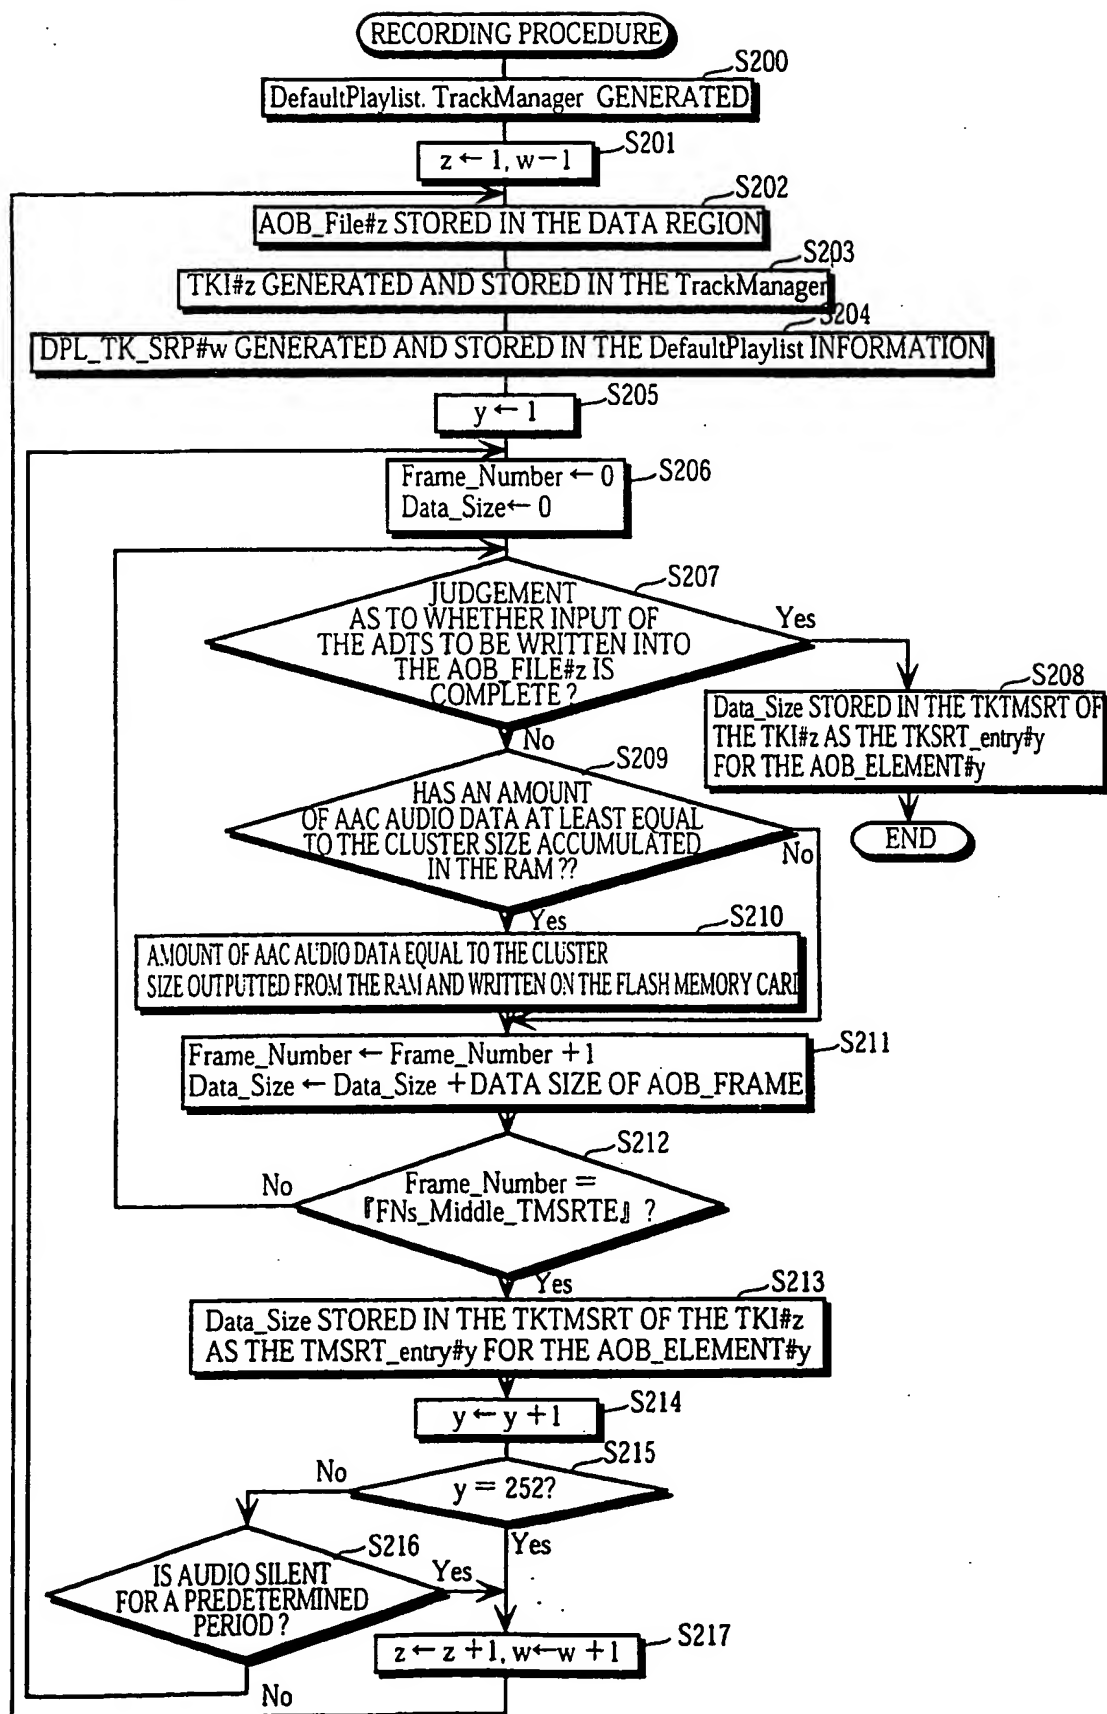 RECORDING PROCEDURE
S200
DefaultPlaylist. TrackManager GENERATED
S201
z ← 1, w－1
S202
AOB_File#z STORED IN THE DATA REGION
S203
TKI#z GENERATED AND STORED IN THE TrackManager
S204
DPL_TK_SRP#w GENERATED AND STORED IN THE DefaultPlaylist INFORMATION
S205
y ← 1
S206
Frame_Number ← 0
Data_Size ← 0
S207
JUDGEMENT
AS TO WHETHER INPUT OF
THE ADTS TO BE WRITTEN INTO
THE AOB_FILE#z IS
COMPLETE ?
Yes
No
S208
Data_Size STORED IN THE TKTMSRT OF
THE TKI#z AS THE TKSRT_entry#y
FOR THE AOB_ELEMENT#y
END
S209
HAS AN AMOUNT
OF AAC AUDIO DATA AT LEAST EQUAL
TO THE CLUSTER SIZE ACCUMULATED
IN THE RAM ??
No
Yes
S210
AMOUNT OF AAC AUDIO DATA EQUAL TO THE CLUSTER
SIZE OUTPUTTED FROM THE RAM AND WRITTEN ON THE FLASH MEMORY CARD
S211
Frame_Number ← Frame_Number +1
Data_Size ← Data_Size +DATA SIZE OF AOB_FRAME
S212
Frame_Number =
『FNs_Middle_TMSRTE』 ?
No
Yes
S213
Data_Size STORED IN THE TKTMSRT OF THE TKI#z
AS THE TMSRT_entry#y FOR THE AOB_ELEMENT#y
S214
y ← y +1
S215
y = 252?
No
Yes
S216
IS AUDIO SILENT
FOR A PREDETERMINED
PERIOD ?
Yes
No
S217
z ← z +1, w←w +1